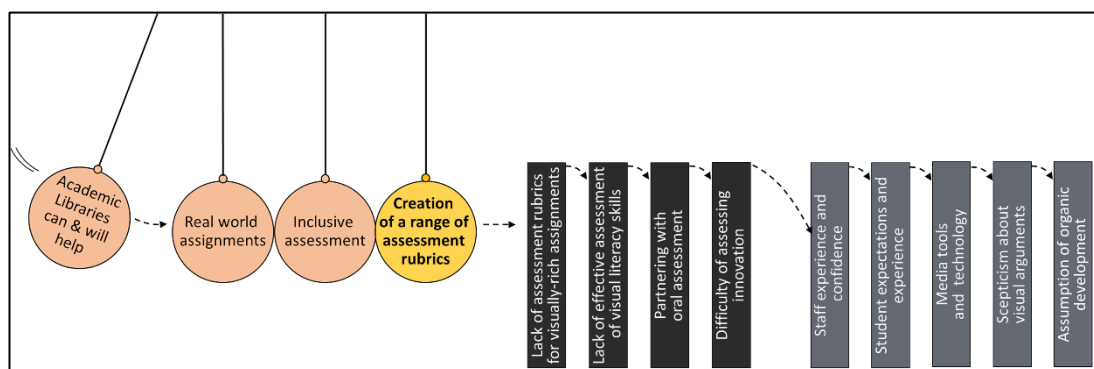 Academic
Libraries
can & will
help
Real world
assignments
Inclusive
assessment
Creation
of a range of
assessment
rubrics
Lack of assessment rubrics
for visually-rich assignments
Lack of effective assessment
of visual literacy skills
Partnering with
oral assessment
Difficulty of assessing
innovation
Staff experience and
confidence
Student expectations and
experience
Media tools
and technology
Scepticism about
visual arguments
Assumption of organic
development